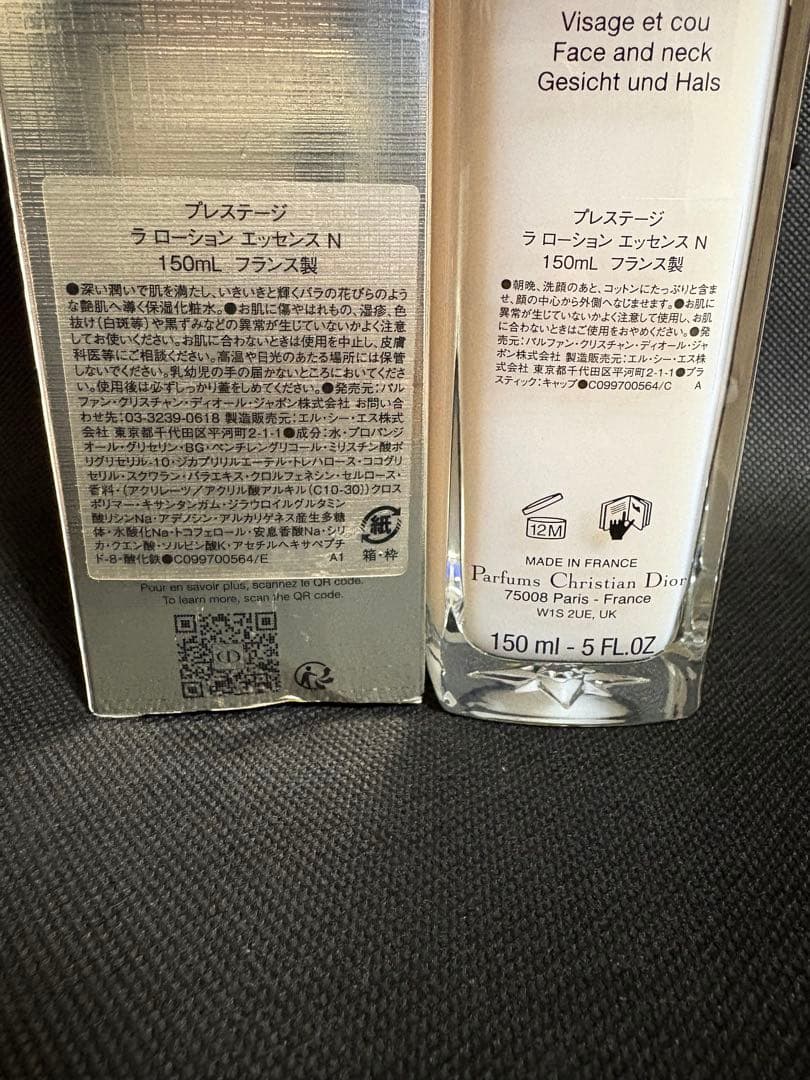 プレステージ
ラ ローション エッセンス N
150mL フランス製
●深い潤いで肌を満たし、いきいきと輝くバラの花びらのよう
な艶肌へ導く保湿化粧水。●お肌に傷やはれもの、湿疹、色
抜け(白斑等)や黒ずみなどの異常が生じていないかよく注意
してお使いください。お肌に合わないときは使用を中止し、皮膚
科医等にご相談ください。高温や日光のあたる場所には保管
しないでください。乳幼児の手の届かないところに保管してくださ
い。使用後は必ずしっかり蓋をしめてください。●発売元:パル
ファン・クリスチャン・ディオール・ジャポン株式会社 お問い合
わせ先:03-3239-0618 製造販売元:エル・シー・エス株式
会社 東京都千代田区平河町2-1-1●成分:水・プロパンジ
オール・グリセリン・BG・ペンチレングリコール・ミリスチン酸ポ
リグリセリル-10・ジカプリリルエーテル・トレハロース・ココグリ
セリル・スクワラン・バラエキス・クロルフェネシン・セルロース・
香料・(アクリレーツ/アクリル酸アルキル(C10-30))クロス
ポリマー・キサンタンガム・ジラウロイルグルタミン
酸リシンNa・アデノシン・アルカリゲネス産生多糖
体・水酸化Na・トコフェロール・安息香酸Na・シリ
カ・クエン酸・ソルビン酸K・アセチルヘキサペプチ
ド-8・酸化鉄●C099700564/E A1
紙
箱・枠
Pour en savoir plus, scannez le QR code.
To learn more, scan the QR code.
CD
Visage et cou
Face and neck
Gesicht und Hals
プレステージ
ラ ローション エッセンス N
150mL フランス製
●朝晩、洗顔のあと、コットンにたっぷりと含ま
せ、顔の中心から外側へなじませます。●お肌に
異常が生じていないかよく注意して使用し、お肌
に合わないときはご使用をおやめください。●発
売元:パルファン・クリスチャン・ディオール・ジャ
ポン株式会社 製造販売元:エル・シー・エス株
式会社 東京都千代田区平河町2-1-1●プラ
スティック:キャップ●C099700564/C A
12M
MADE IN FRANCE
Parfums Christian Dior
75008 Paris - France
W1S 2UE, UK
150 ml - 5 FL.OZ